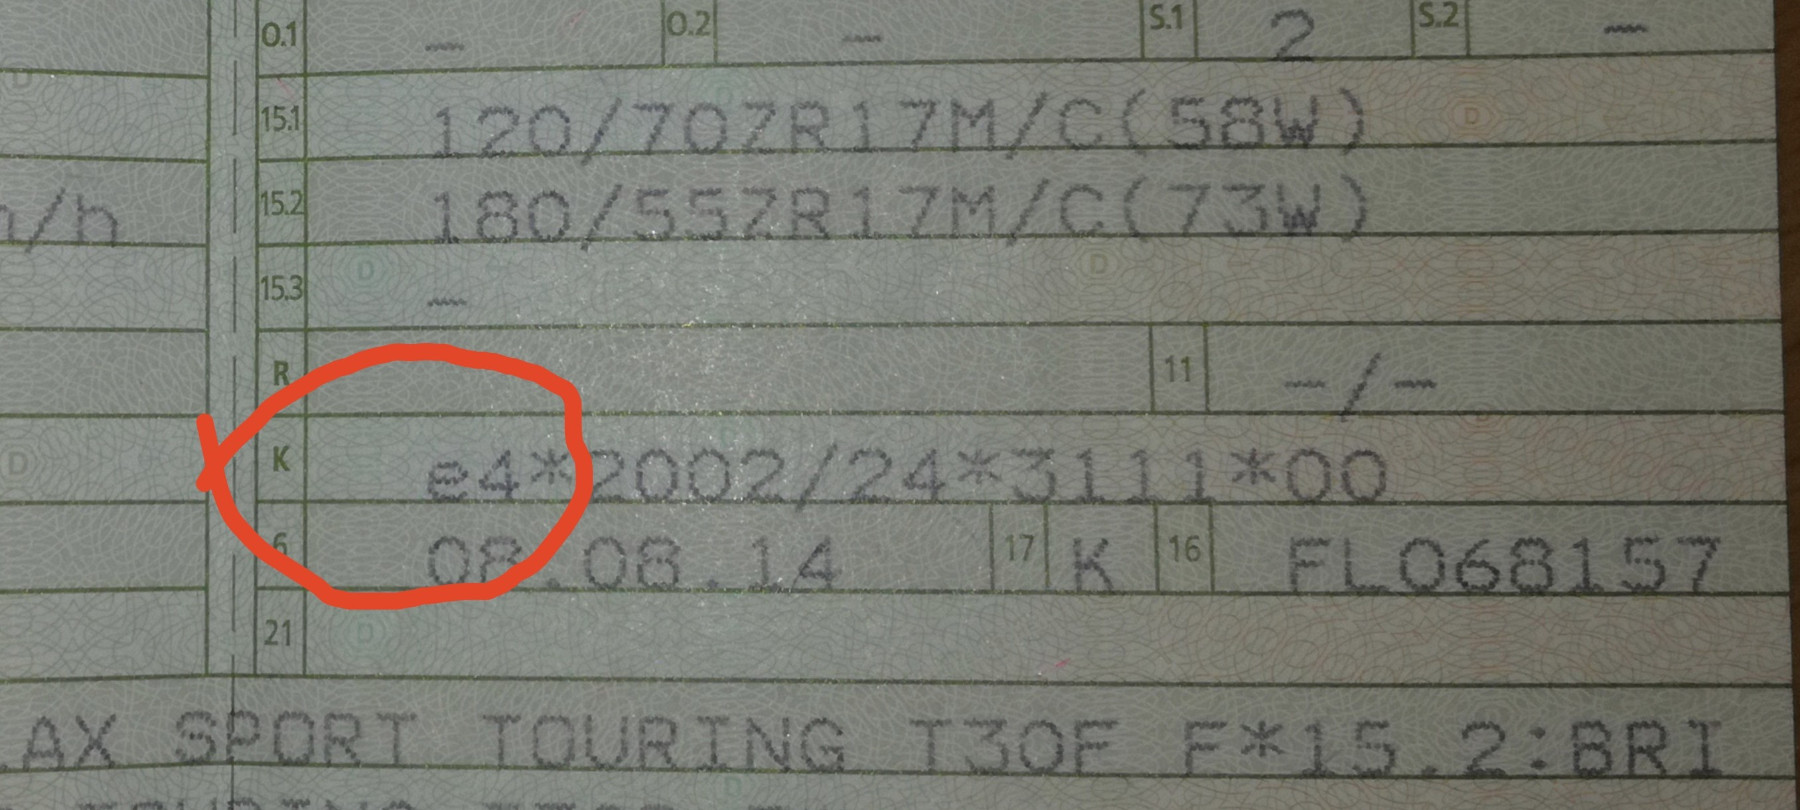 O.1 – O.2 – S.1 2 S.2 –
15.1 120/70ZR17M/C(58W)
/h 15.2 180/55ZR17M/C(73W)
15.3 –
R 11 –/–
K e4*2002/24*3111*00
6 08.08.14 17 K 16 FL068157
21
AX SPORT TOURING T30F F*15.2:BRI